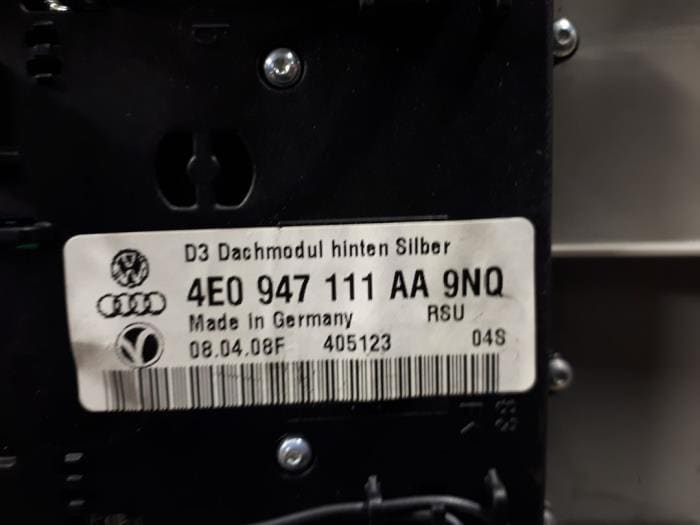 D3 Dachmodul hinten Silber
4E0 947 111 AA 9NQ
Made in Germany RSU
08.04.08F 405123 04S